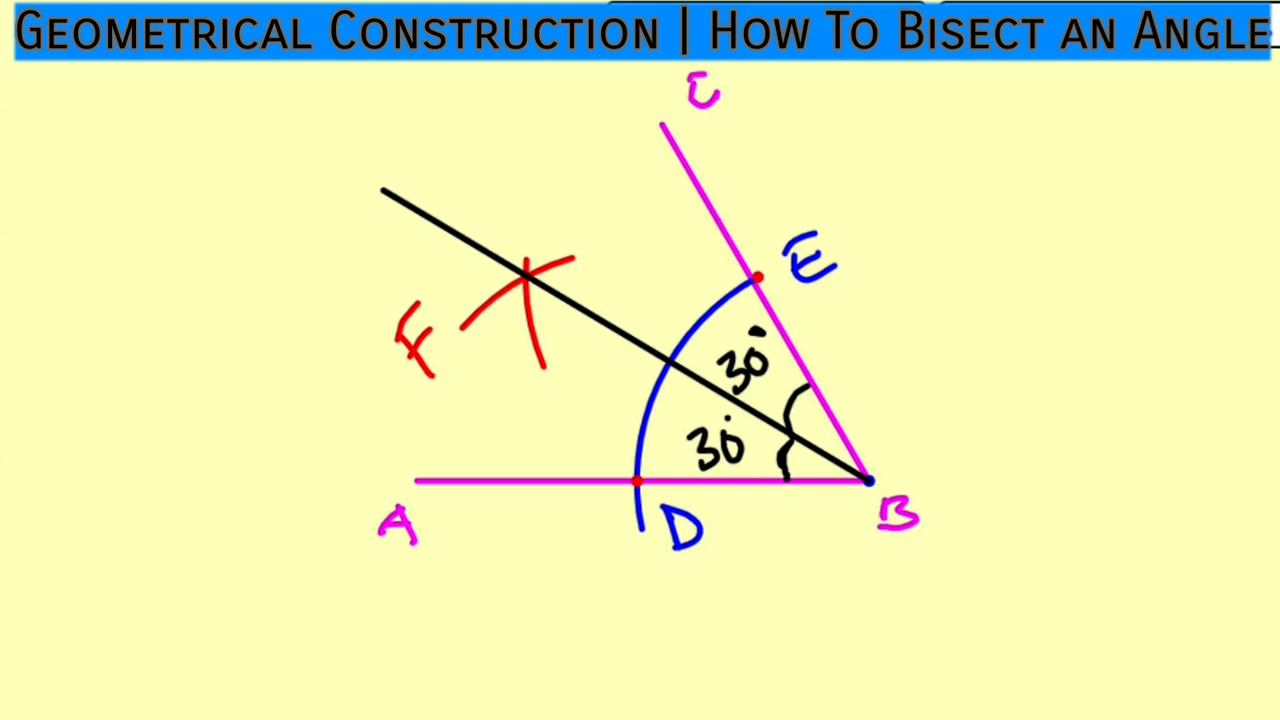 Geometrical Construction | How To Bisect an Angle
C
E
F
30°
30°
A
D
B